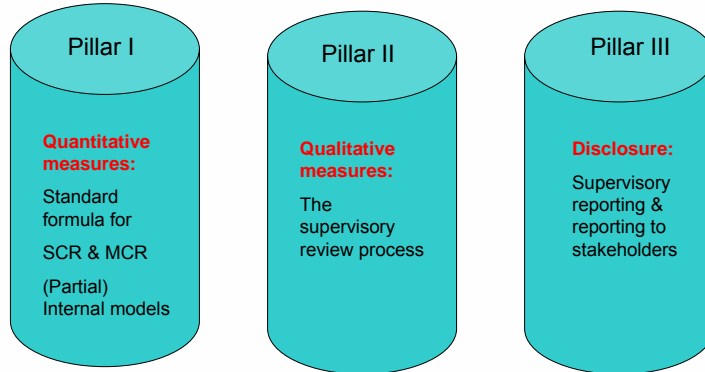 Pillar I
Quantitative
measures:
Standard
formula for
SCR & MCR
(Partial)
Internal models
Pillar II
Qualitative
measures:
The
supervisory
review process
Pillar III
Disclosure:
Supervisory
reporting &
reporting to
stakeholders